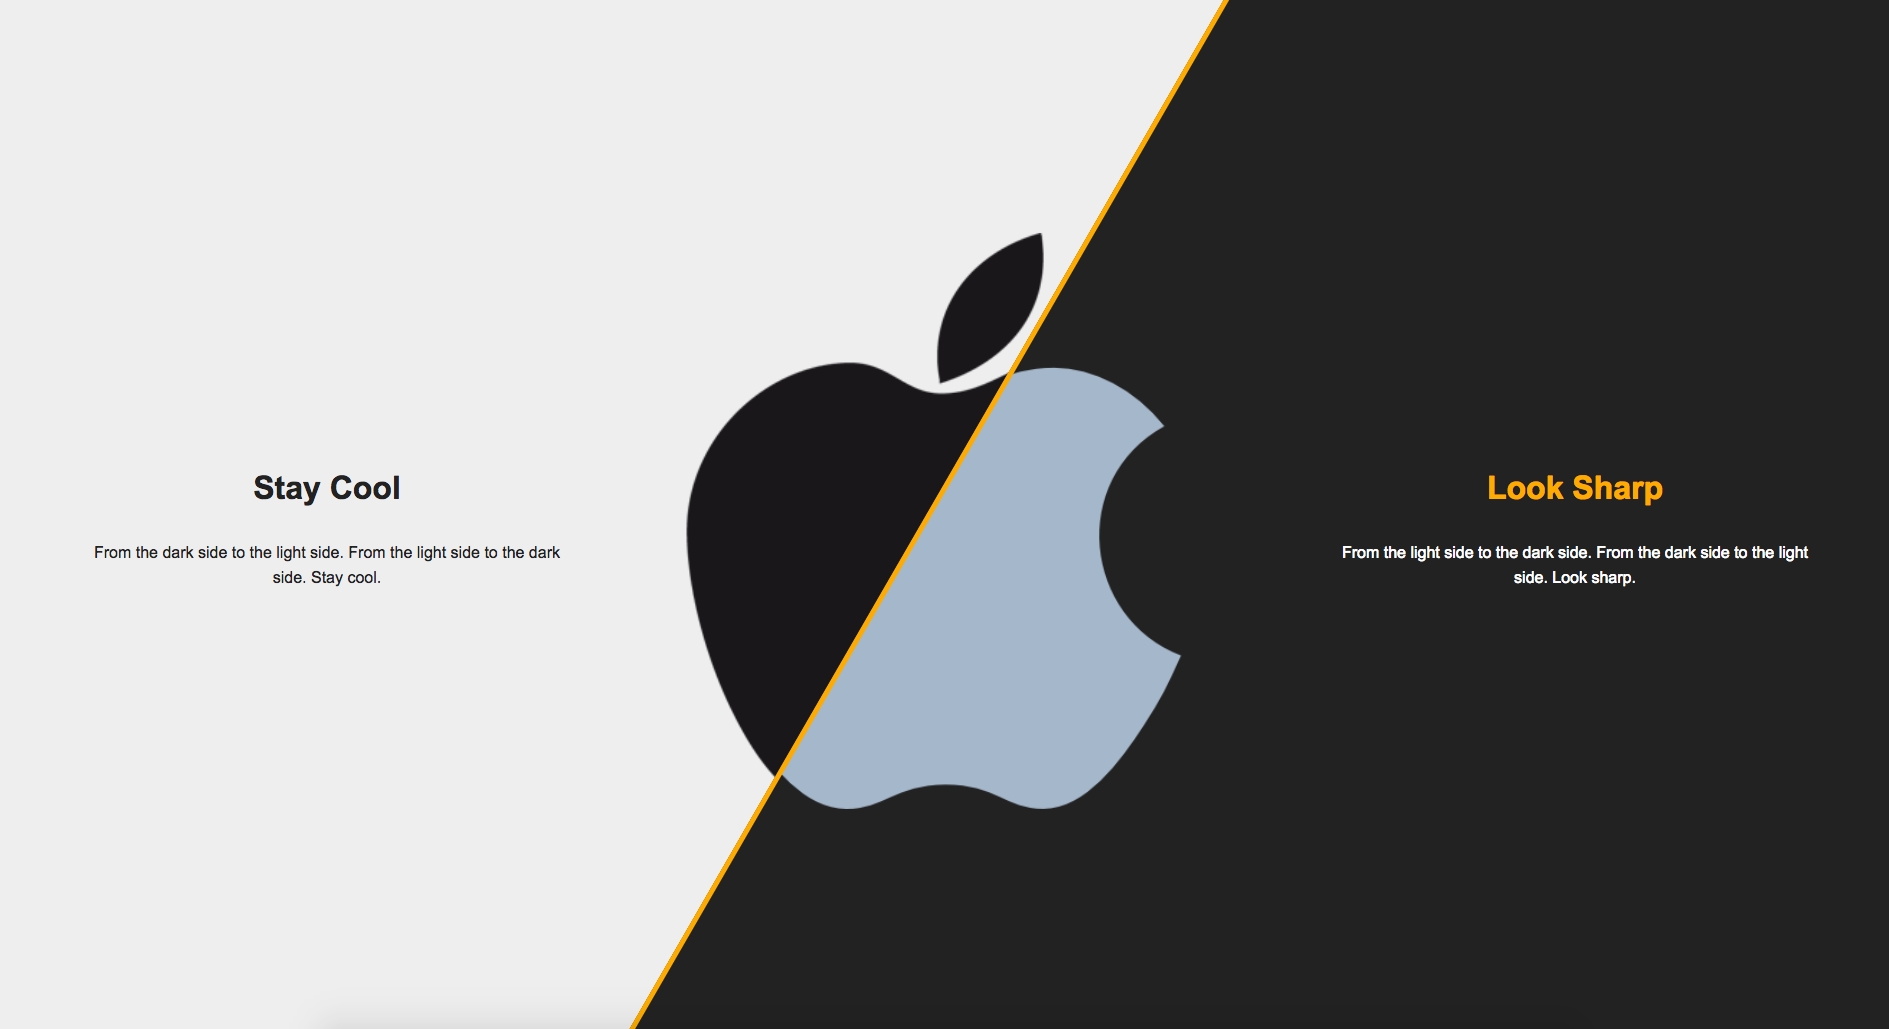 Stay Cool
From the dark side to the light side. From the light side to the dark
side. Stay cool.
Look Sharp
From the light side to the dark side. From the dark side to the light
side. Look sharp.